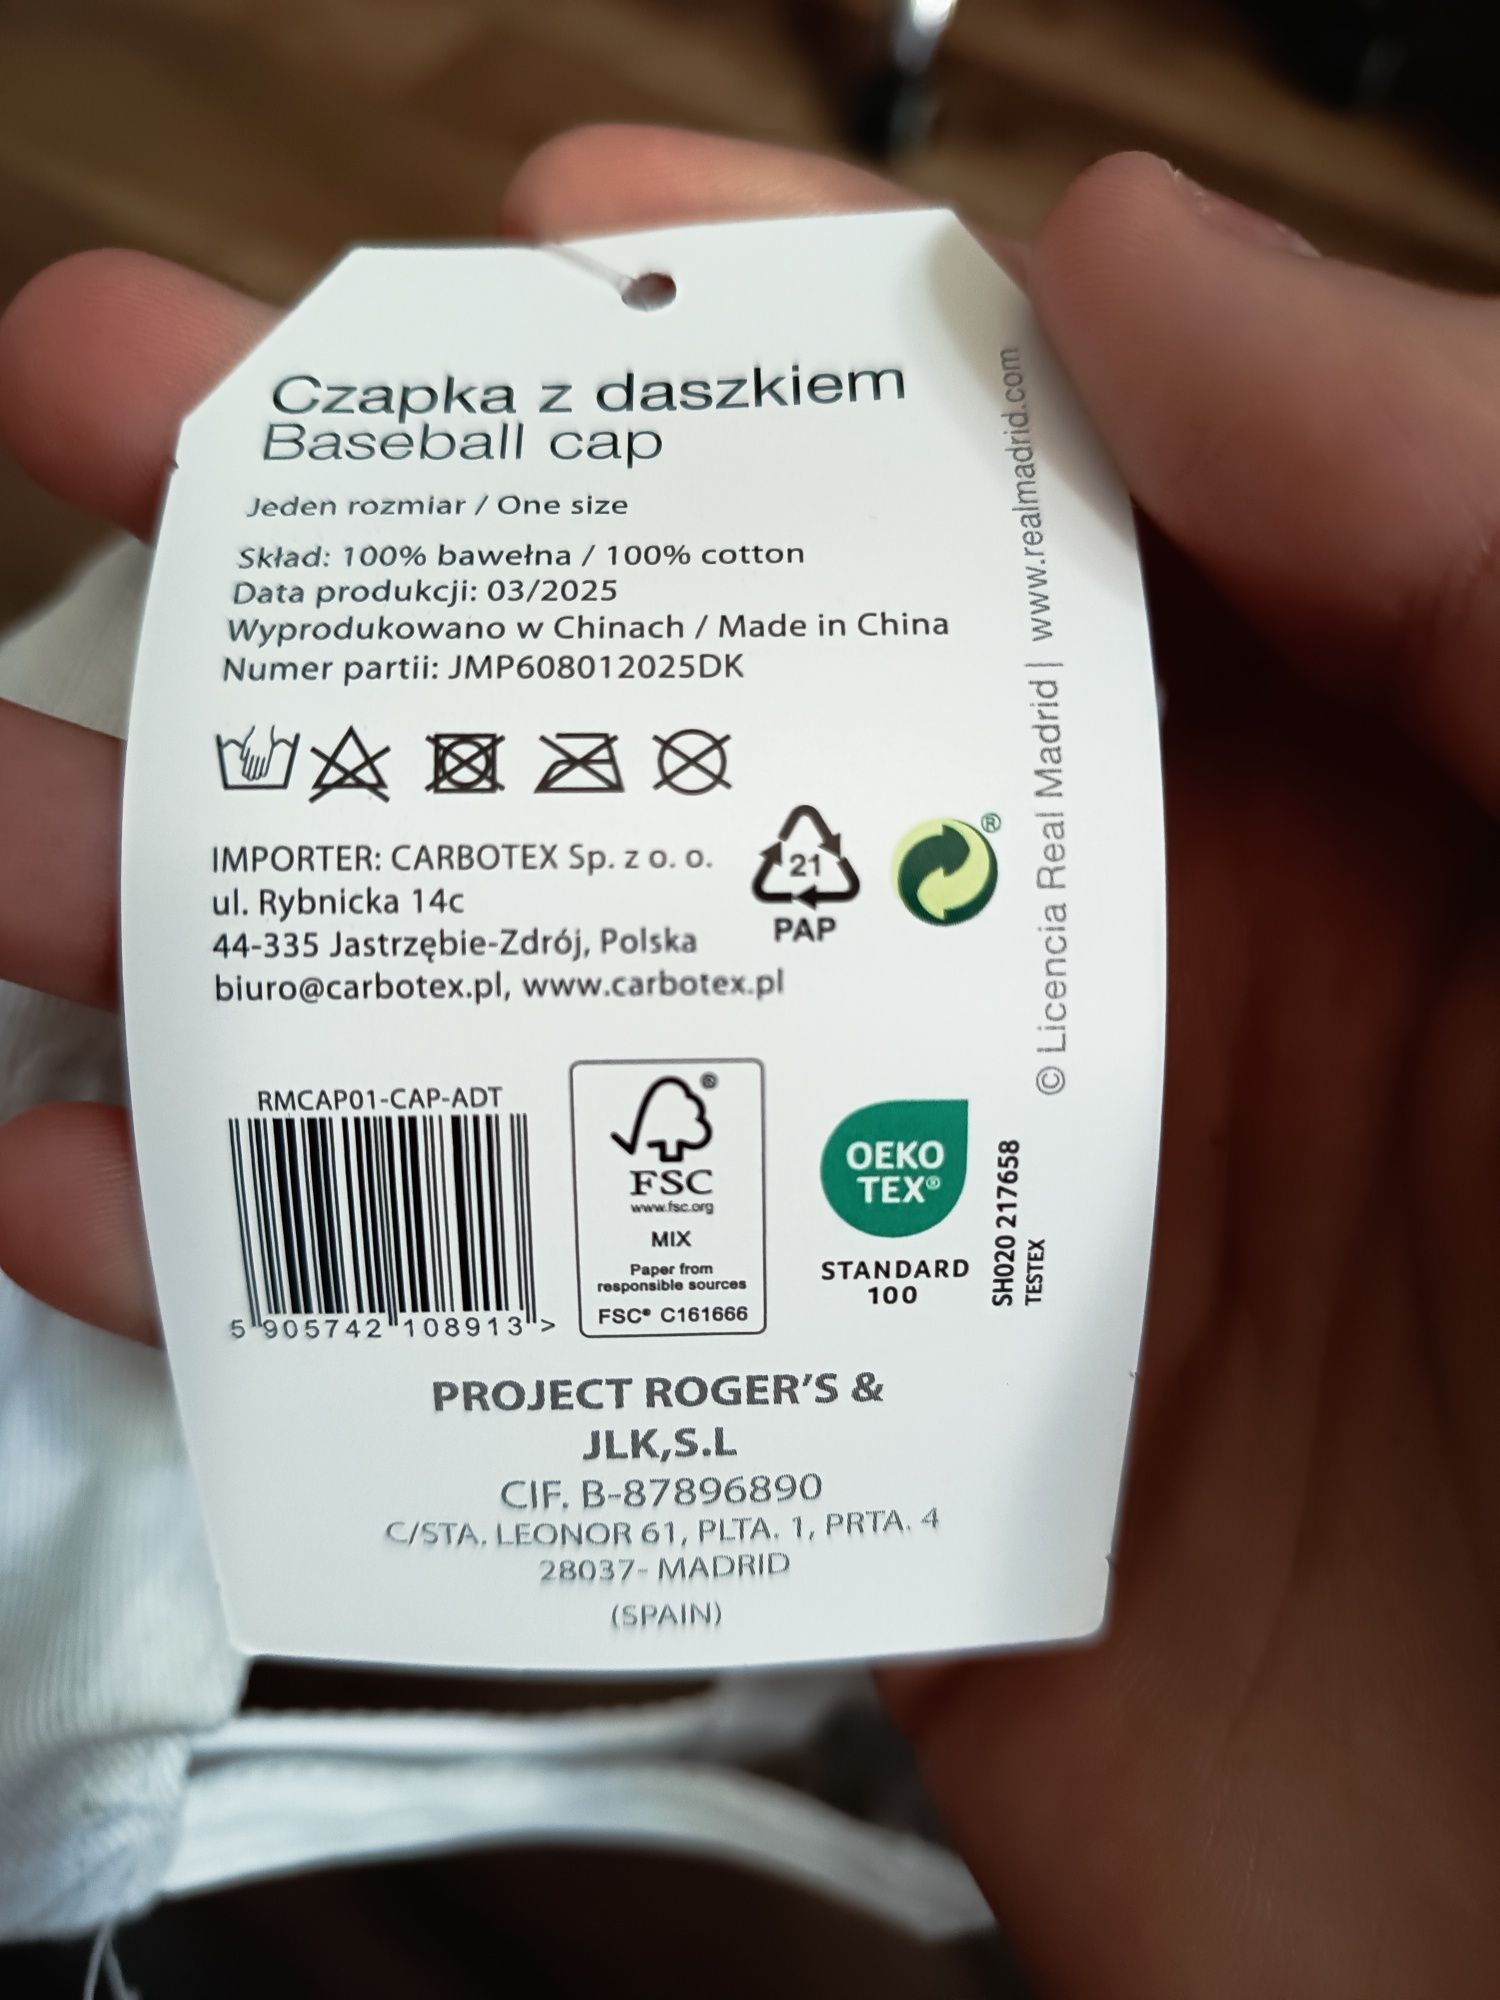 Czapka z daszkiem
Baseball cap
Jeden rozmiar / One size
Skład: 100% bawełna / 100% cotton
Data produkcji: 03/2025
Wyprodukowano w Chinach / Made in China
Numer partii: JMP608012025DK
IMPORTER: CARBOTEX Sp. z o. o.
ul. Rybnicka 14c
44-335 Jastrzębie-Zdrój, Polska
biuro@carbotex.pl, www.carbotex.pl
21
PAP
®
© Licencia Real Madrid | www.realmadrid.com
RMCAP01-CAP-ADT
5 905742 108913 >
®
FSC
www.fsc.org
MIX
Paper from
responsible sources
FSC® C161666
OEKO
TEX®
STANDARD
100
SH020 217658
TESTEX
PROJECT ROGER'S &
JLK,S.L
CIF. B-87896890
C/STA. LEONOR 61, PLTA. 1, PRTA. 4
28037- MADRID
(SPAIN)